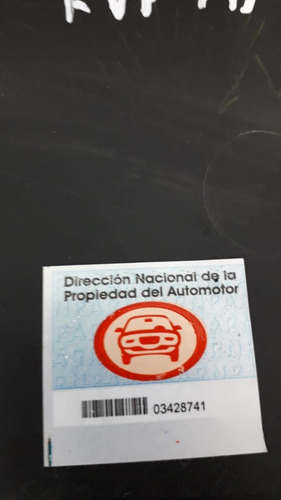 Dirección Nacional de la
Propiedad del Automotor
03428741